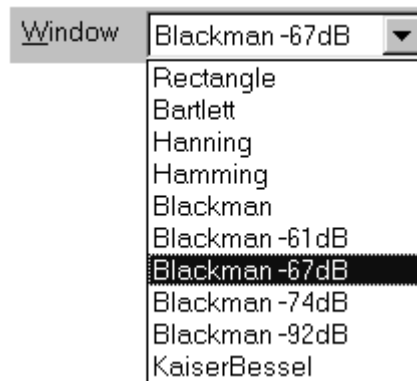 Window Blackman -67dB
Rectangle
Bartlett
Hanning
Hamming
Blackman
Blackman -61dB
Blackman -67dB
Blackman -74dB
Blackman -92dB
KaiserBessel